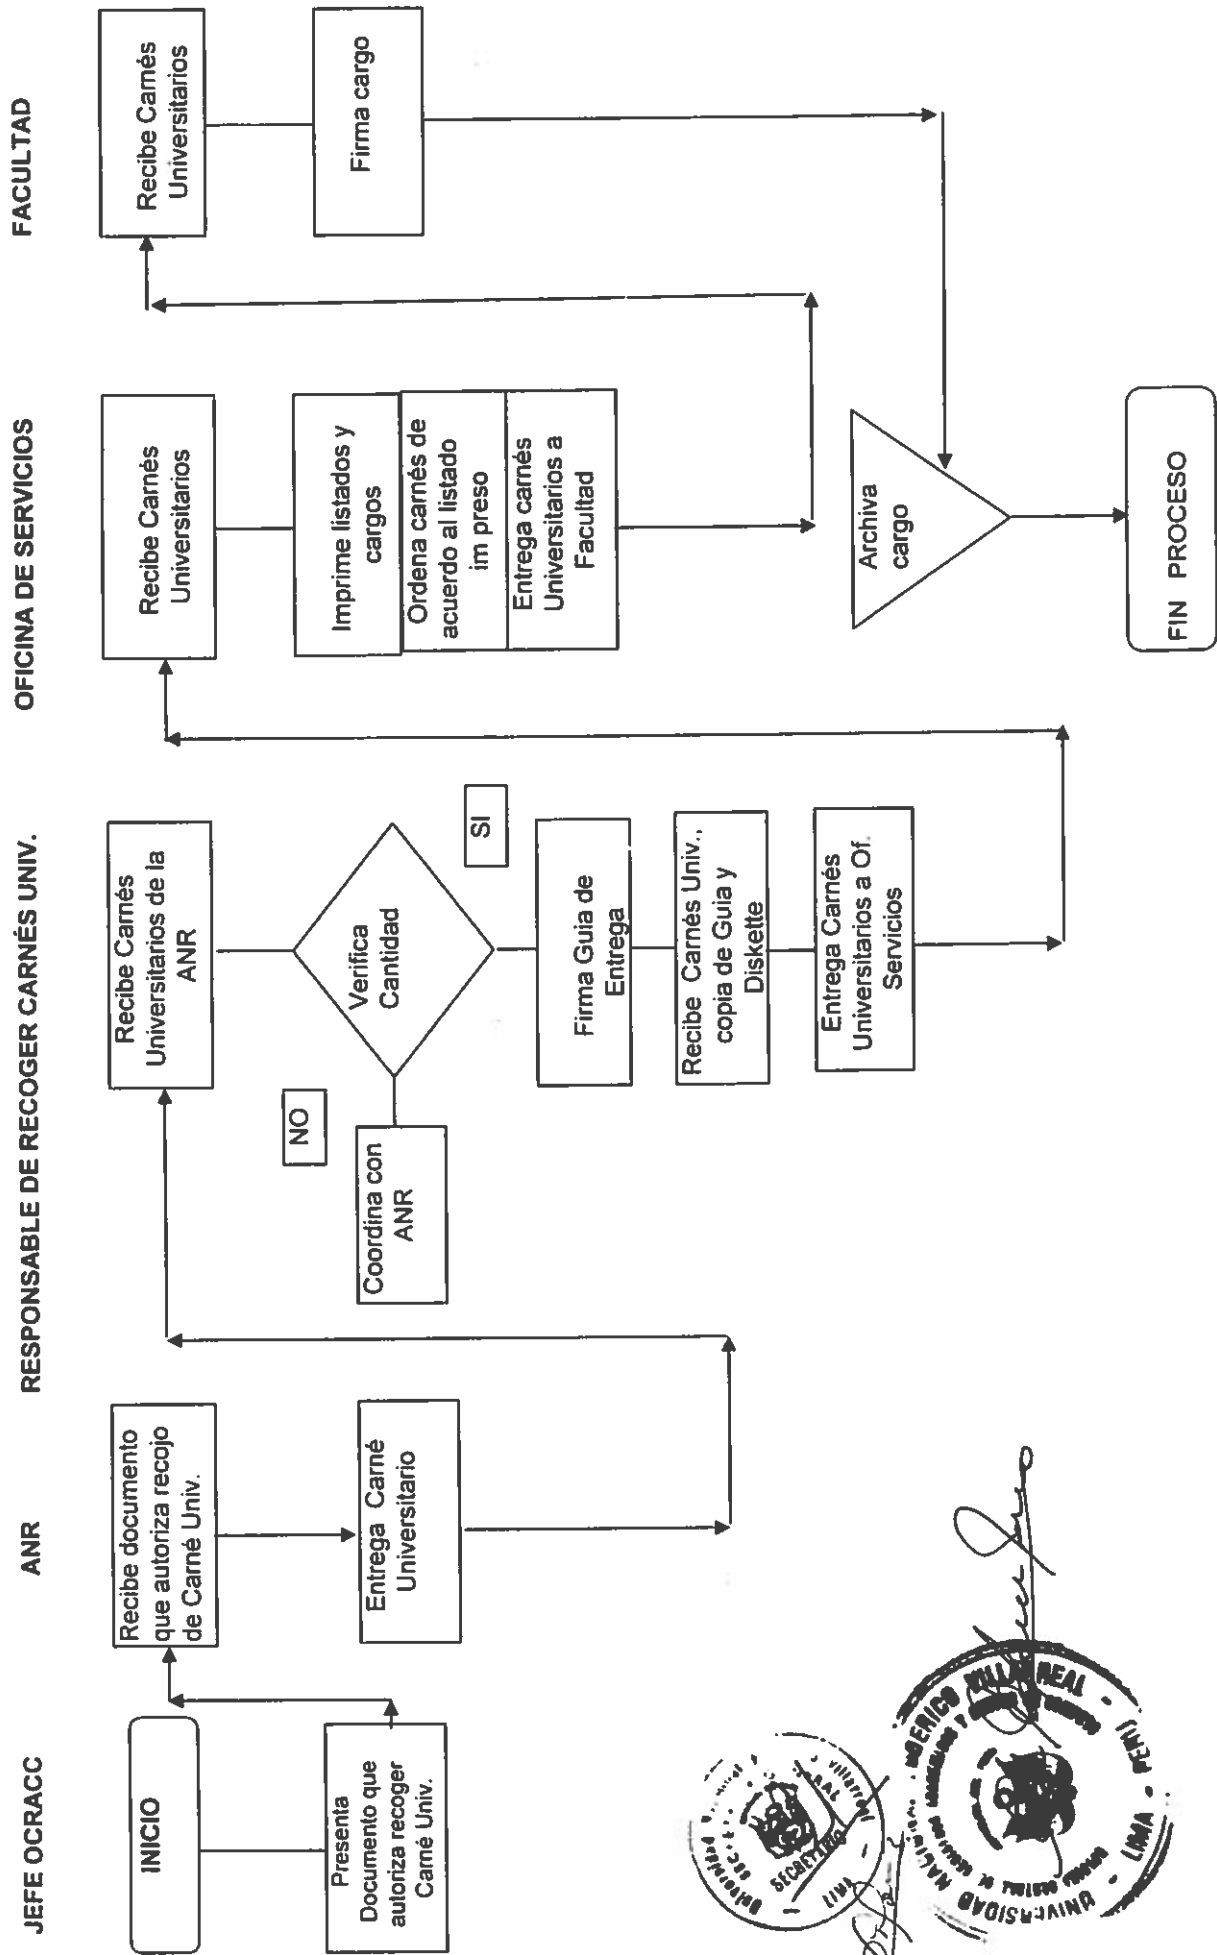 JEFE OCRACC
ANR
RESPONSABLE DE RECOGER CARNÉS UNIV.
OFICINA DE SERVICIOS
FACULTAD
INICIO
Presenta
Documento que
autoriza recoger
Carné Univ.
Recibe documento
que autoriza recojo
de Carné Univ.
Entrega Carné
Universitario
Recibe Carnés
Universitarios de la
ANR
Verifica
Cantidad
NO
Coordina con
ANR
SI
Firma Guia de
Entrega
Recibe Carnés Univ.,
copia de Guia y
Diskette
Entrega Carnés
Universitarios a Of.
Servicios
Recibe Carnés
Universitarios
Imprime listados y
cargos
Ordena carnés de
acuerdo al listado
im preso
Entrega carnés
Universitarios a
Facultad
Recibe Carnés
Universitarios
Firma cargo
Archiva
cargo
FIN PROCESO
SECRETARIO
UNIVERSIDAD
VILLARREAL
LIMA - PERÚ